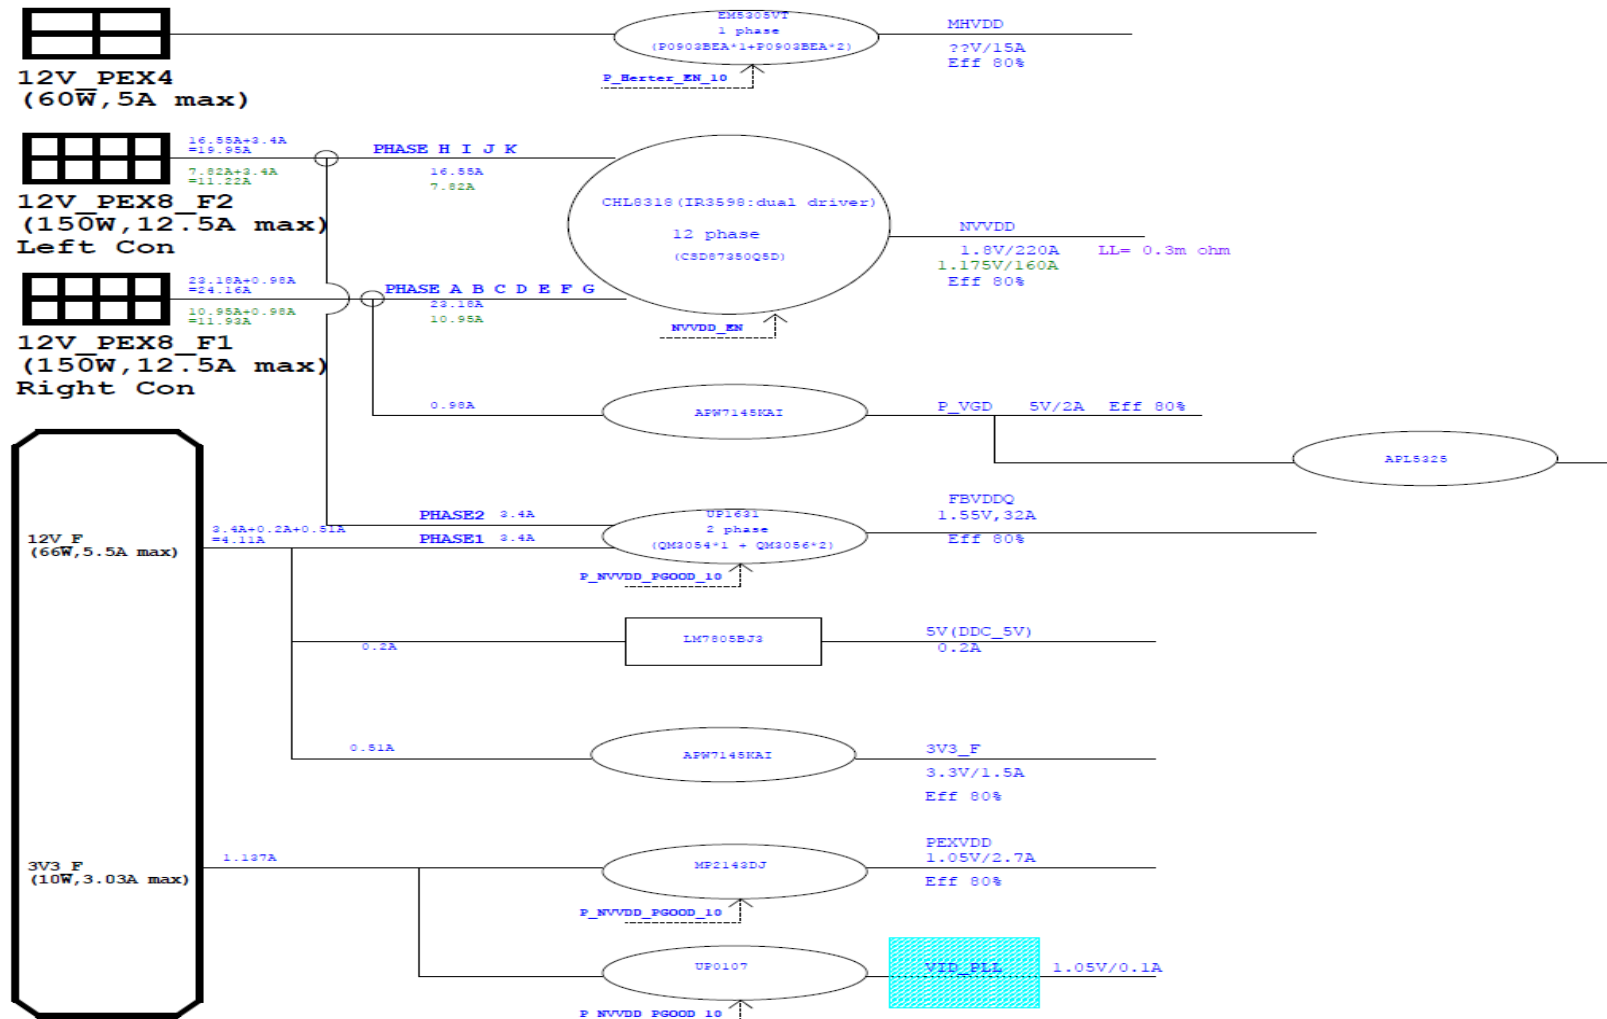 EM5305VT
1 phase
(P0903BEA*1+P0903BEA*2)
MHVDD
??V/15A
Eff 80%
P_Herter_EN_10
12V_PEX4
(60W,5A max)
16.55A+3.4A
=19.95A
7.82A+3.4A
=11.22A
PHASE H I J K
16.55A
7.82A
12V_PEX8_F2
(150W,12.5A max)
Left Con
CHL8318(IR3598:dual driver)
12 phase
(CSD87350Q5D)
NVVDD
1.8V/220A LL= 0.3m ohm
1.175V/160A
Eff 80%
23.18A+0.98A
=24.16A
10.95A+0.98A
=11.93A
PHASE A B C D E F G
23.18A
10.95A
NVVDD_EN
12V_PEX8_F1
(150W,12.5A max)
Right Con
0.98A
APW7145KAI
P_VGD 5V/2A Eff 80%
APL5325
12V_F
(66W,5.5A max)
3.4A+0.2A+0.51A
=4.11A
PHASE2 3.4A
PHASE1 3.4A
UP1631
2 phase
(QM3054*1 + QM3056*2)
FBVDDQ
1.55V,32A
Eff 80%
P_NVVDD_PGOOD_10
0.2A
LM7805BJ3
5V(DDC_5V)
0.2A
0.51A
APW7145KAI
3V3_F
3.3V/1.5A
Eff 80%
3V3_F
(10W,3.03A max)
1.137A
MP2143DJ
PEXVDD
1.05V/2.7A
Eff 80%
P_NVVDD_PGOOD_10
UP0107
VID_PLL 1.05V/0.1A
P_NVVDD_PGOOD_10